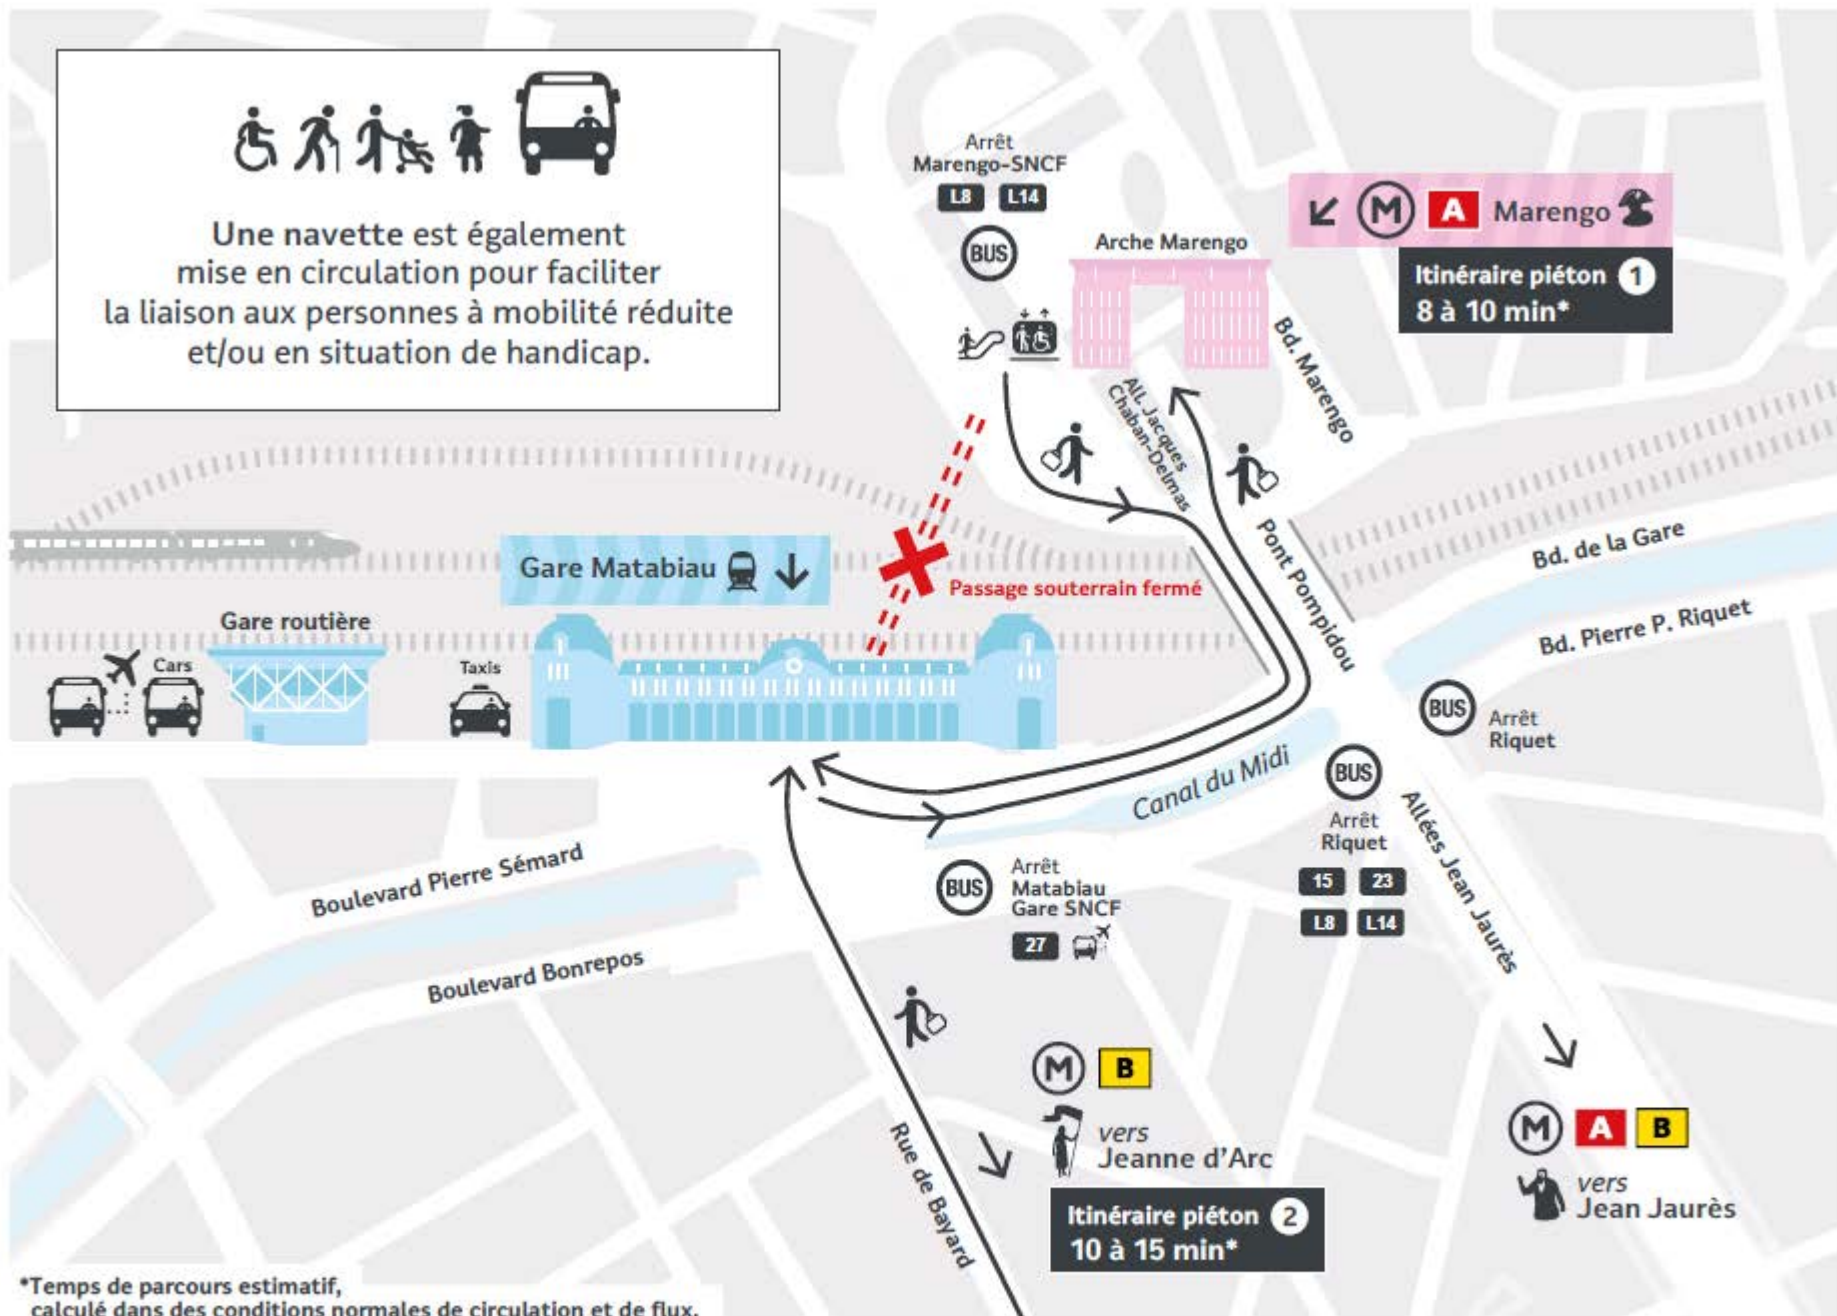 Une navette est également
mise en circulation pour faciliter
la liaison aux personnes à mobilité réduite
et/ou en situation de handicap.
Arrêt
Marengo-SNCF
L8 L14
BUS
Arche Marengo
M A Marengo
Itinéraire piéton 1
8 à 10 min*
Bd. Marengo
All. Jacques
Chaban-Delmas
Pont Pompidou
Bd. de la Gare
Bd. Pierre P. Riquet
Gare Matabiau
Passage souterrain fermé
Gare routière
Cars
Taxis
BUS
Arrêt
Riquet
Canal du Midi
BUS
Arrêt
Riquet
15 23
L8 L14
Allées Jean Jaurès
Boulevard Pierre Sémard
BUS
Arrêt
Matabiau
Gare SNCF
27
Boulevard Bonrepos
M B
vers
Jeanne d'Arc
Itinéraire piéton 2
10 à 15 min*
Rue de Bayard
M A B
vers
Jean Jaurès
*Temps de parcours estimatif,
calculé dans des conditions normales de circulation et de flux.